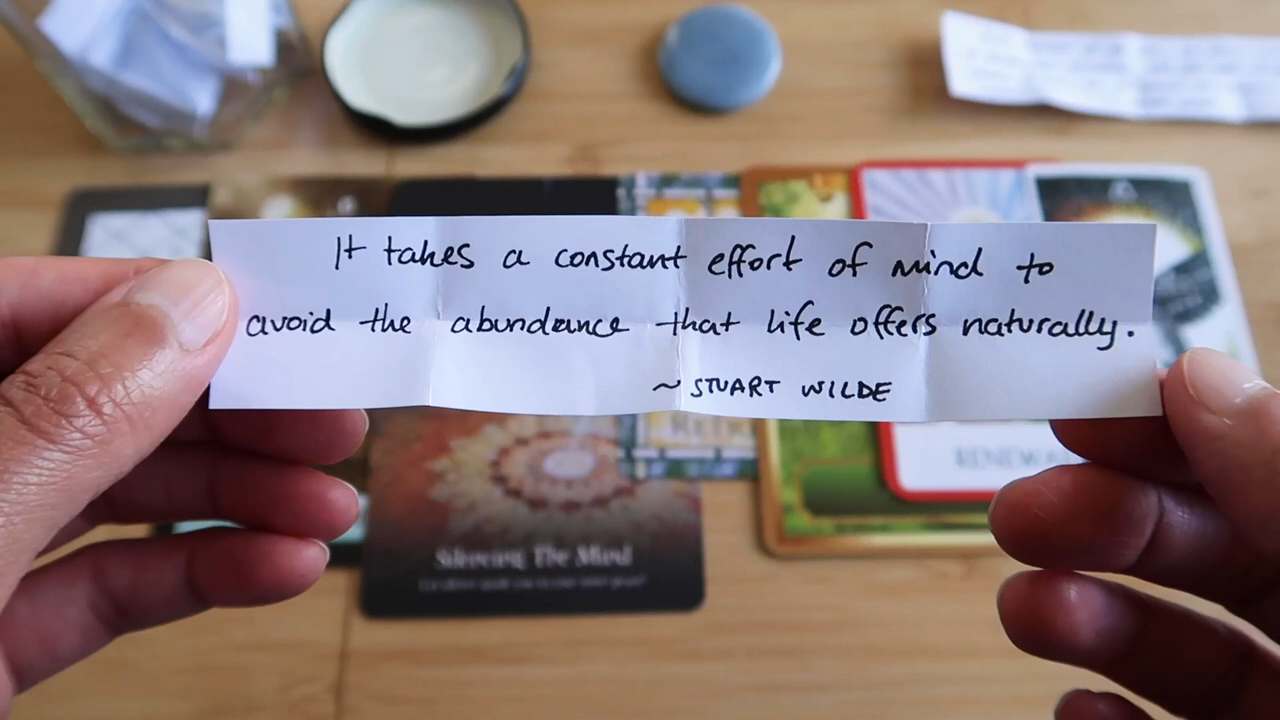 It takes a constant effort of mind to
avoid the abundance that life offers naturally.
~ STUART WILDE
Silencing The Mind